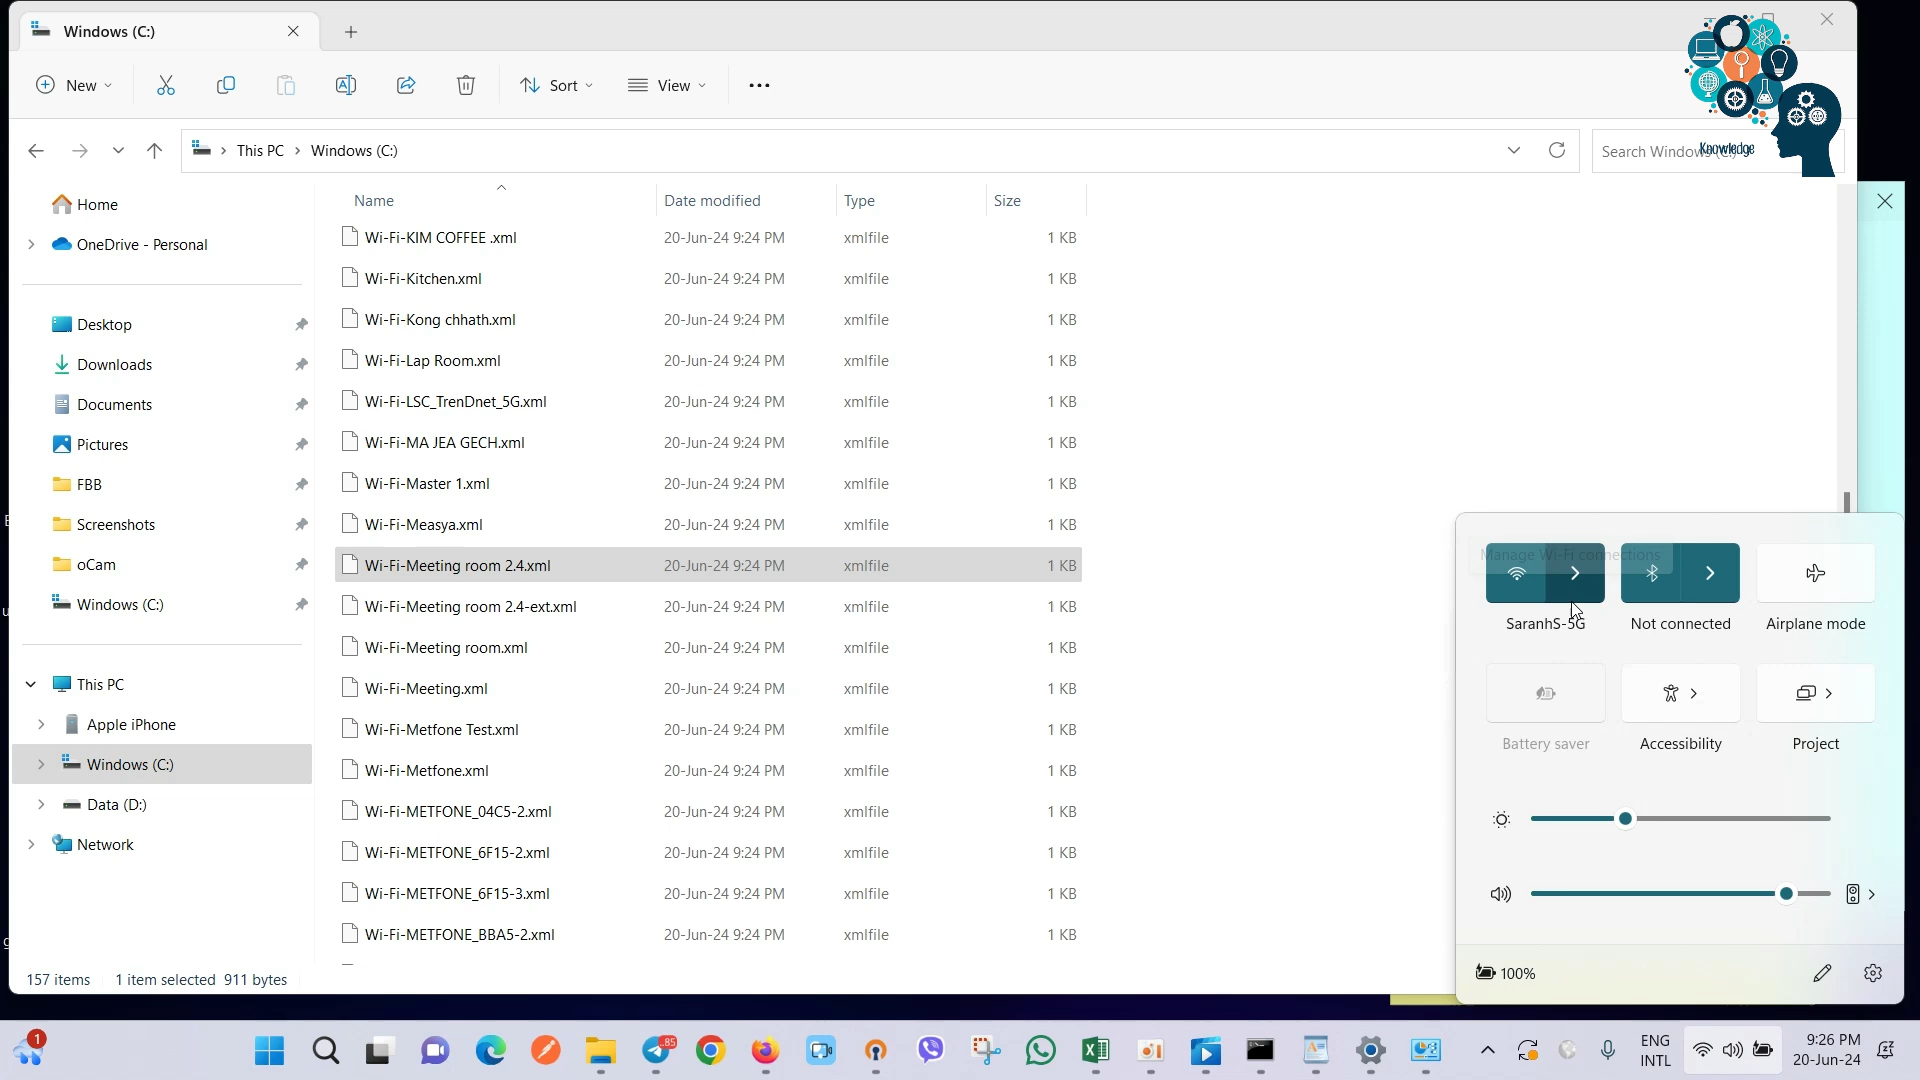 Windows (C:)
New
Sort
View
This PC
Windows (C:)
Search Windows (C:)
Knowledge
Home
OneDrive - Personal
Desktop
Downloads
Documents
Pictures
FBB
Screenshots
oCam
Windows (C:)
This PC
Apple iPhone
Windows (C:)
Data (D:)
Network
Name Date modified Type Size
Wi-Fi-KIM COFFEE .xml 20-Jun-24 9:24 PM xmlfile 1 KB
Wi-Fi-Kitchen.xml 20-Jun-24 9:24 PM xmlfile 1 KB
Wi-Fi-Kong chhath.xml 20-Jun-24 9:24 PM xmlfile 1 KB
Wi-Fi-Lap Room.xml 20-Jun-24 9:24 PM xmlfile 1 KB
Wi-Fi-LSC_TrenDnet_5G.xml 20-Jun-24 9:24 PM xmlfile 1 KB
Wi-Fi-MA JEA GECH.xml 20-Jun-24 9:24 PM xmlfile 1 KB
Wi-Fi-Master 1.xml 20-Jun-24 9:24 PM xmlfile 1 KB
Wi-Fi-Measya.xml 20-Jun-24 9:24 PM xmlfile 1 KB
Wi-Fi-Meeting room 2.4.xml 20-Jun-24 9:24 PM xmlfile 1 KB
Wi-Fi-Meeting room 2.4-ext.xml 20-Jun-24 9:24 PM xmlfile 1 KB
Wi-Fi-Meeting room.xml 20-Jun-24 9:24 PM xmlfile 1 KB
Wi-Fi-Meeting.xml 20-Jun-24 9:24 PM xmlfile 1 KB
Wi-Fi-Metfone Test.xml 20-Jun-24 9:24 PM xmlfile 1 KB
Wi-Fi-Metfone.xml 20-Jun-24 9:24 PM xmlfile 1 KB
Wi-Fi-METFONE_04C5-2.xml 20-Jun-24 9:24 PM xmlfile 1 KB
Wi-Fi-METFONE_6F15-2.xml 20-Jun-24 9:24 PM xmlfile 1 KB
Wi-Fi-METFONE_6F15-3.xml 20-Jun-24 9:24 PM xmlfile 1 KB
Wi-Fi-METFONE_BBA5-2.xml 20-Jun-24 9:24 PM xmlfile 1 KB
157 items 1 item selected 911 bytes
Manage Wi-Fi connections
SaranhS-5G Not connected Airplane mode
Battery saver Accessibility Project
100%
1
..85
ENG
INTL
9:26 PM
20-Jun-24